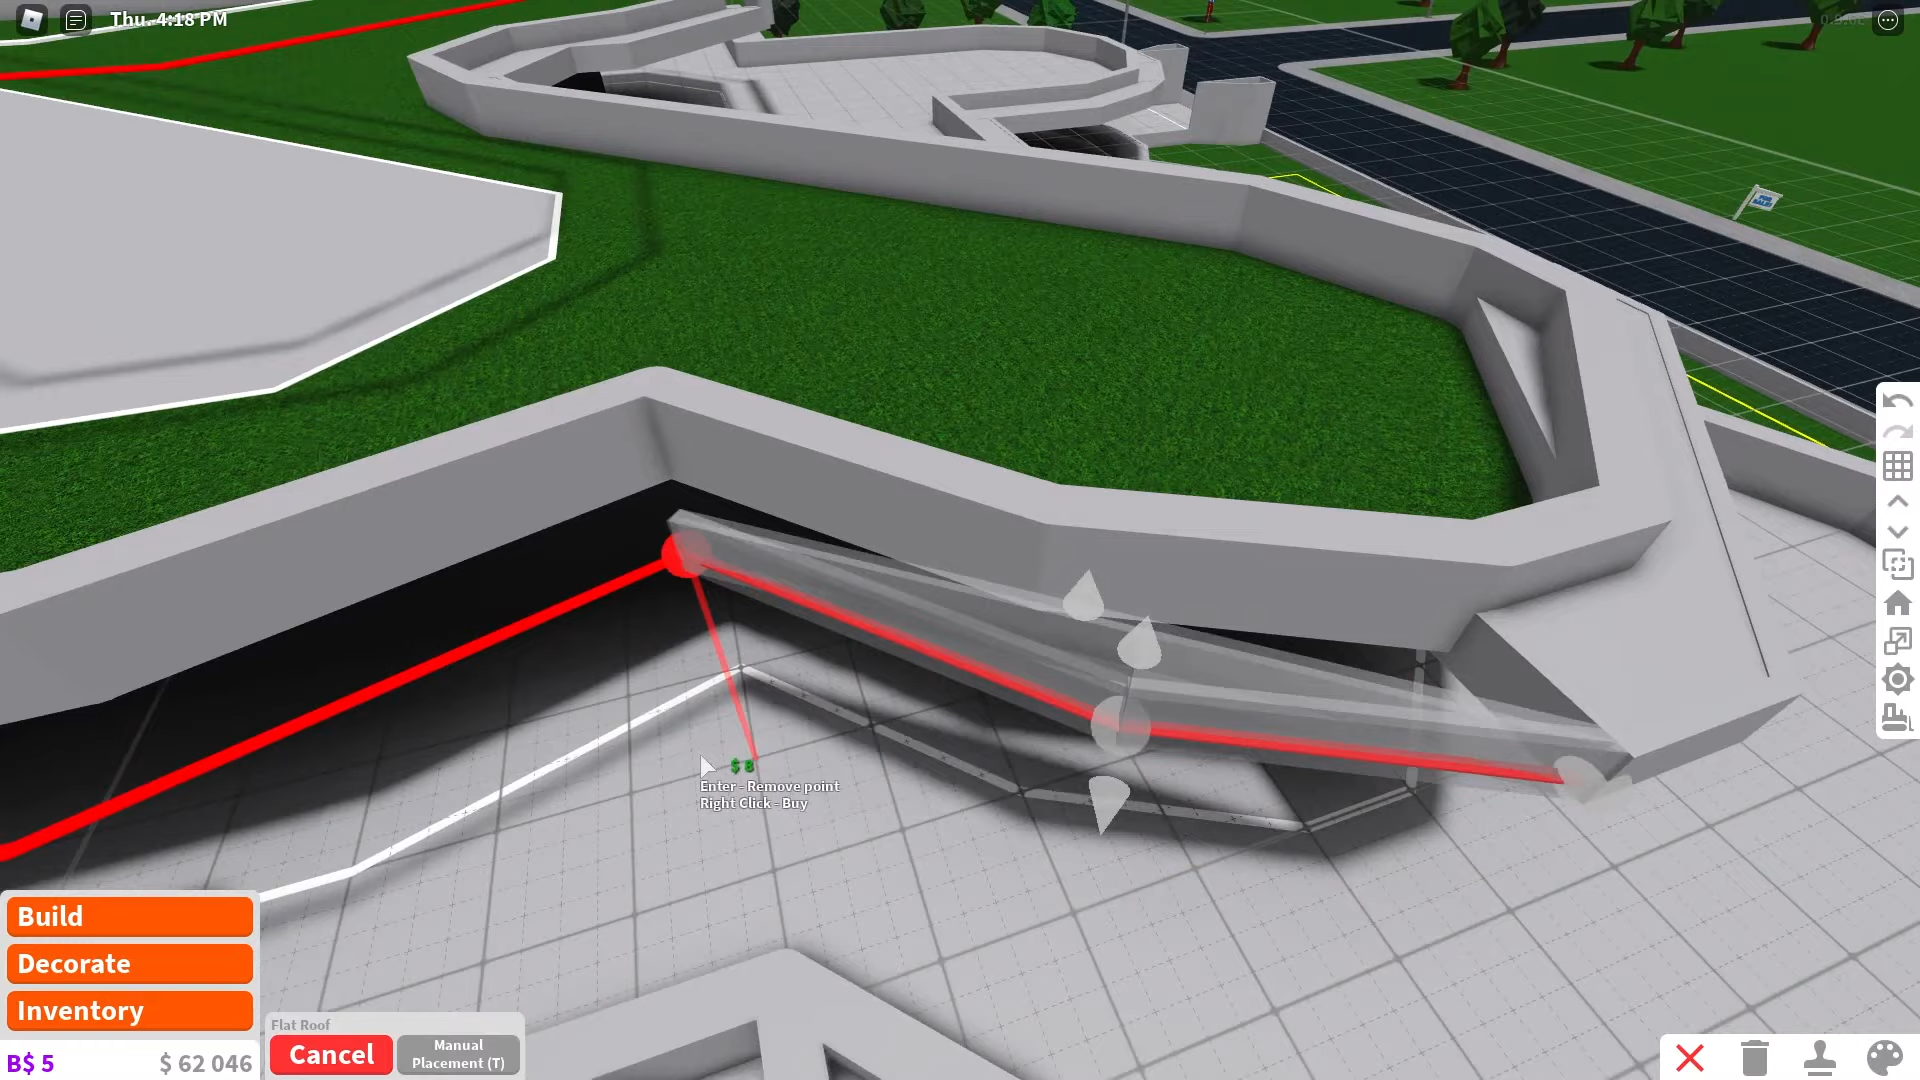 Thu. 4:18 PM
$ 8
Enter - Remove point
Right Click - Buy
Build
Decorate
Inventory
B$ 5
$ 62 046
Flat Roof
Cancel
Manual
Placement (T)